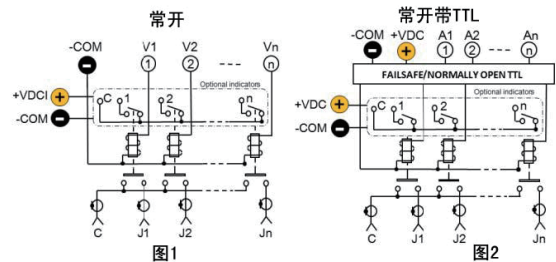 常开
-COM V1 V2 Vn
− 1 2 n
Optional indicators
+VDCI + C 1 2 n
-COM −
C J1 J2 Jn
图1
常开带TTL
-COM +VDC A1 A2 An
− + 1 2 n
FAILSAFE/NORMALLY OPEN TTL
Optional indicators
+VDC + C 1 2 n
-COM −
C J1 J2 Jn
图2